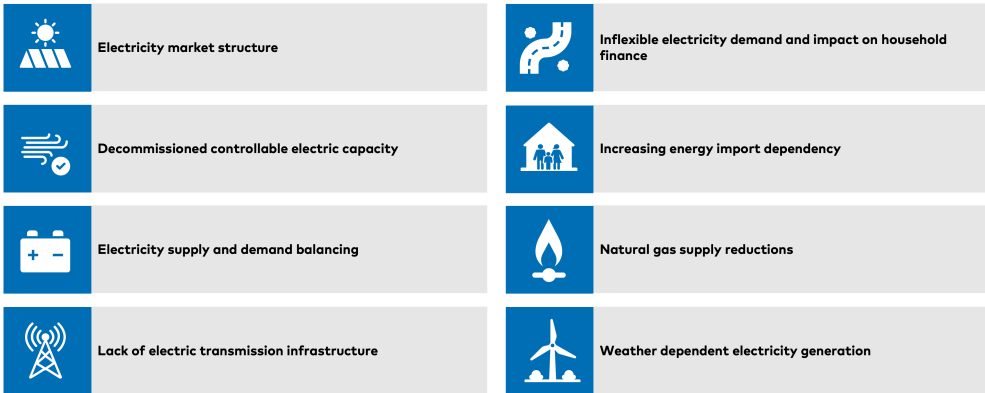 Electricity market structure
Decommissioned controllable electric capacity
Electricity supply and demand balancing
Lack of electric transmission infrastructure
Inflexible electricity demand and impact on household
finance
Increasing energy import dependency
Natural gas supply reductions
Weather dependent electricity generation